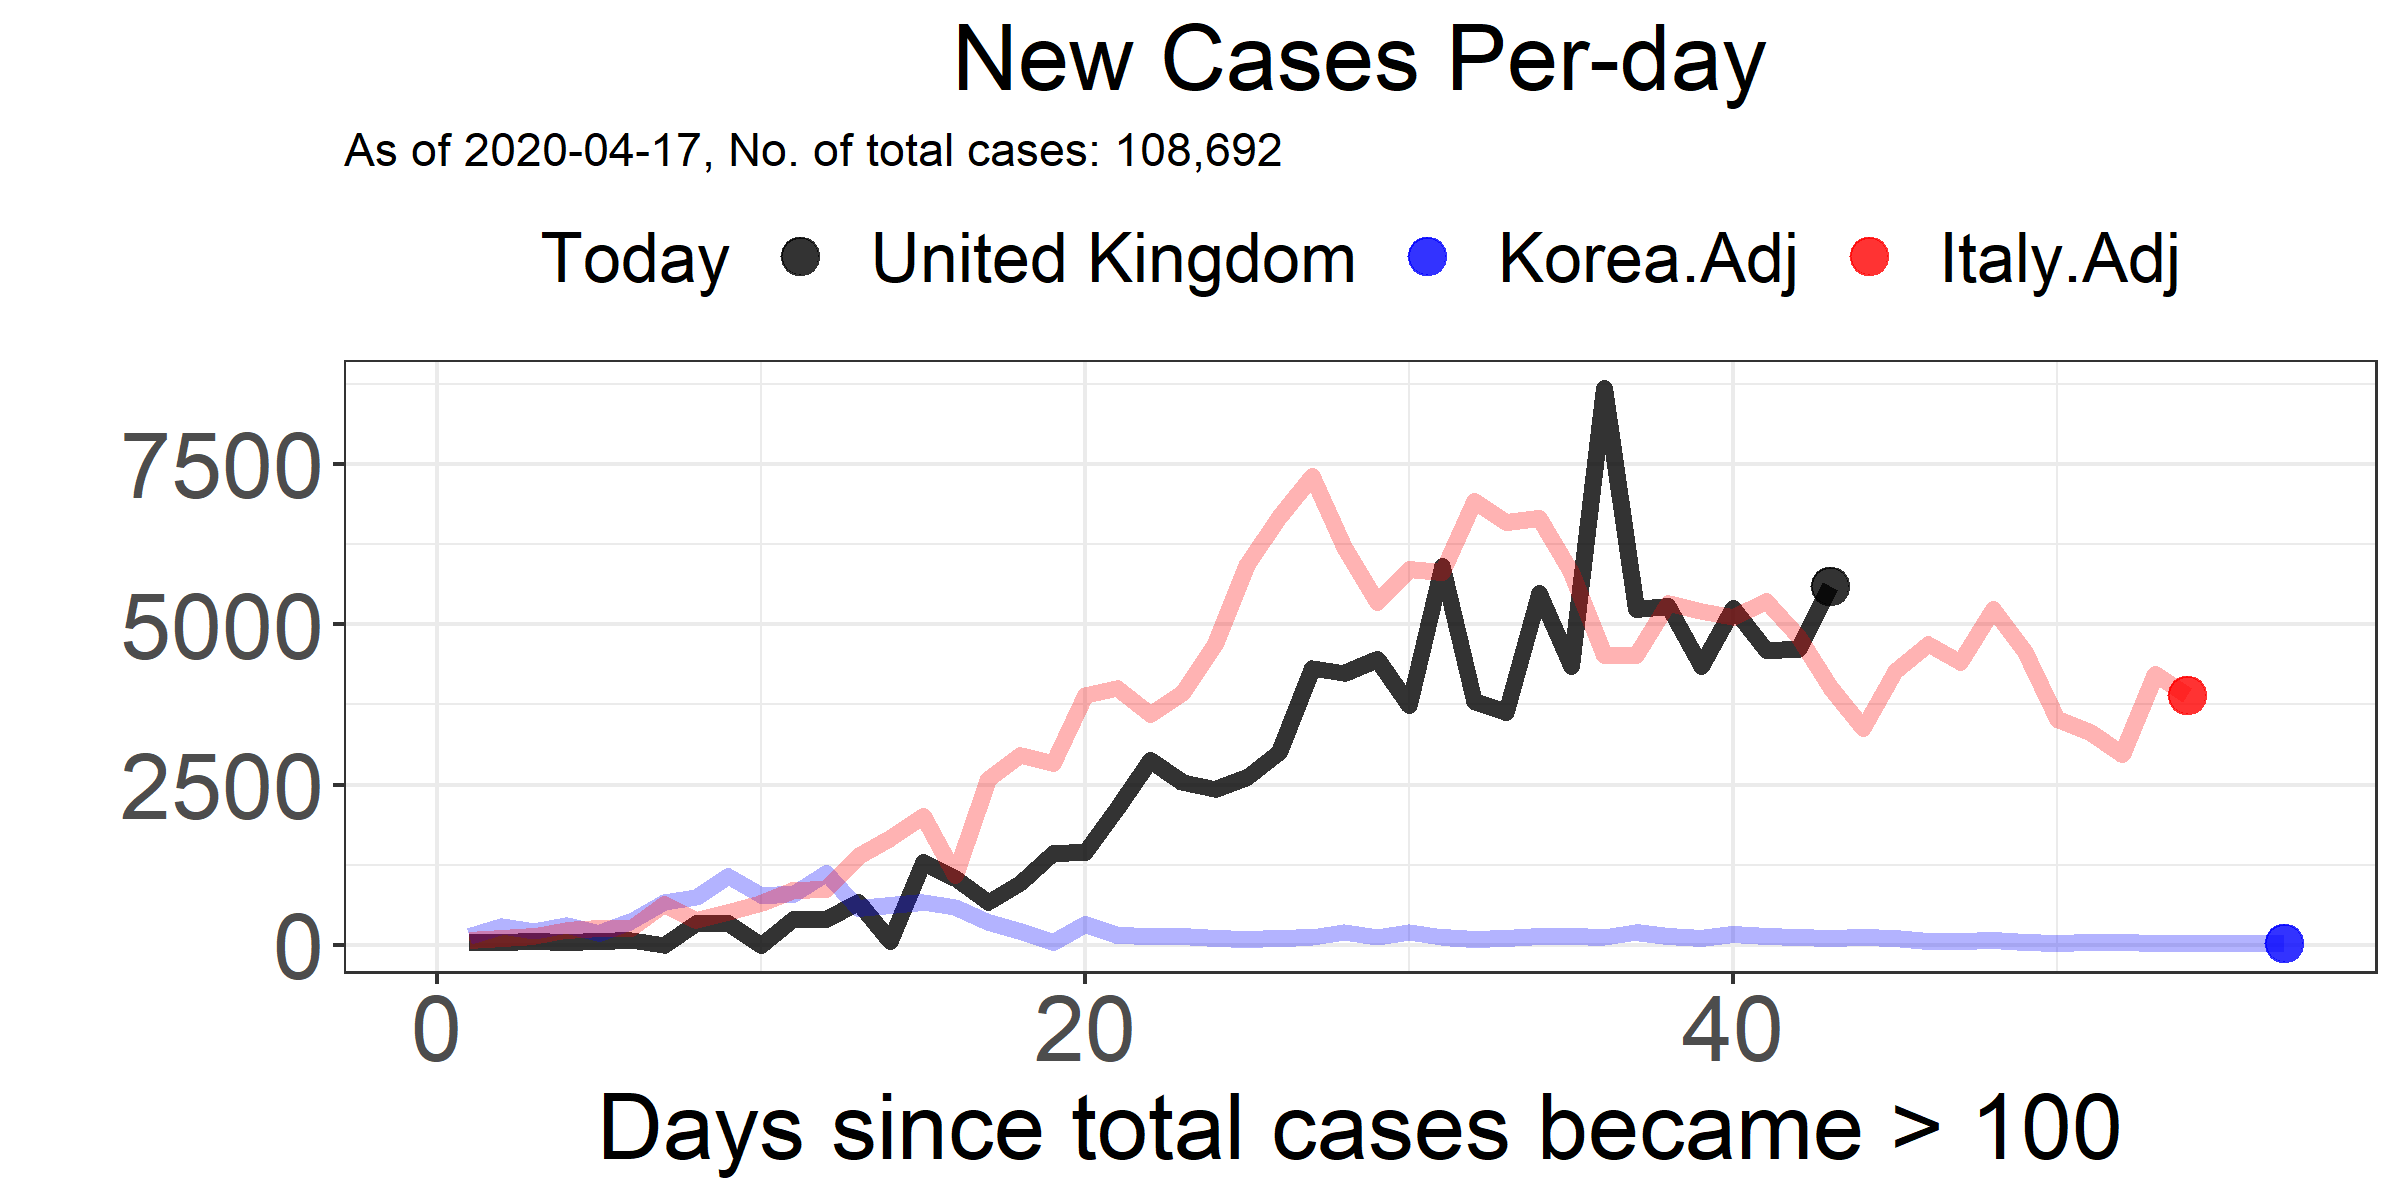 New Cases Per-day
As of 2020-04-17, No. of total cases: 108,692
Today United Kingdom Korea.Adj Italy.Adj
7500
5000
2500
0
0 20 40
Days since total cases became > 100